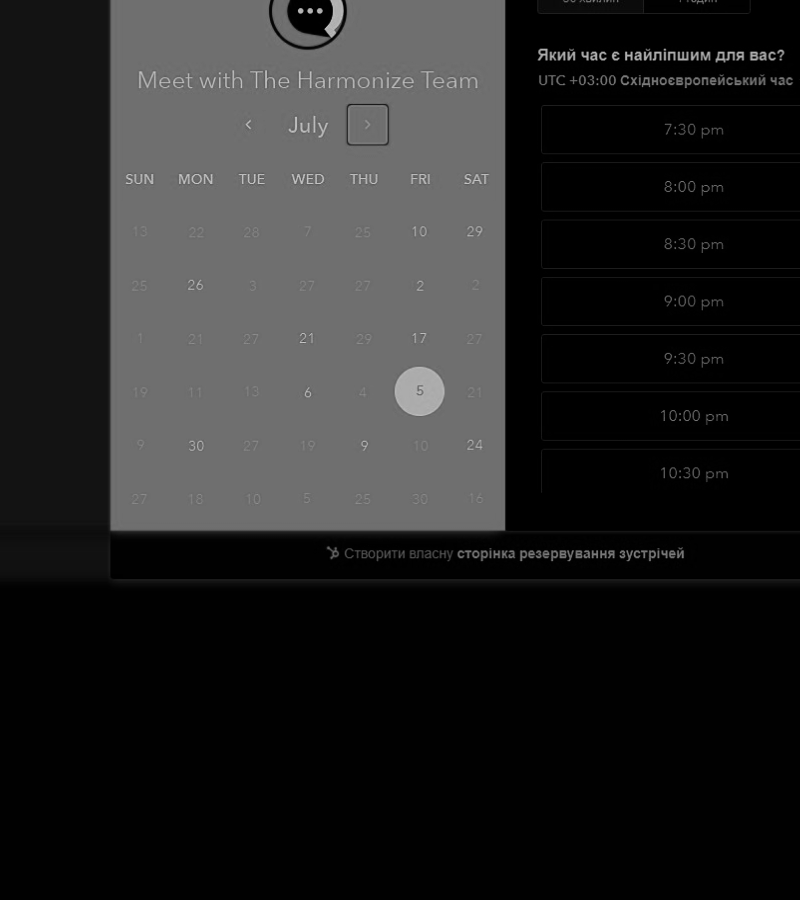 Meet with The Harmonize Team
July
SUN MON TUE WED THU FRI SAT
13 22 28 7 25 10 29
25 26 3 27 27 2 2
1 21 27 21 29 17 27
19 11 13 6 4 5 21
9 30 27 19 9 10 24
27 18 10 5 25 30 16
Який час є найліпшим для вас?
UTC +03:00 Східноєвропейський час
7:30 pm
8:00 pm
8:30 pm
9:00 pm
9:30 pm
10:00 pm
10:30 pm
Створити власну сторінка резервування зустрічей